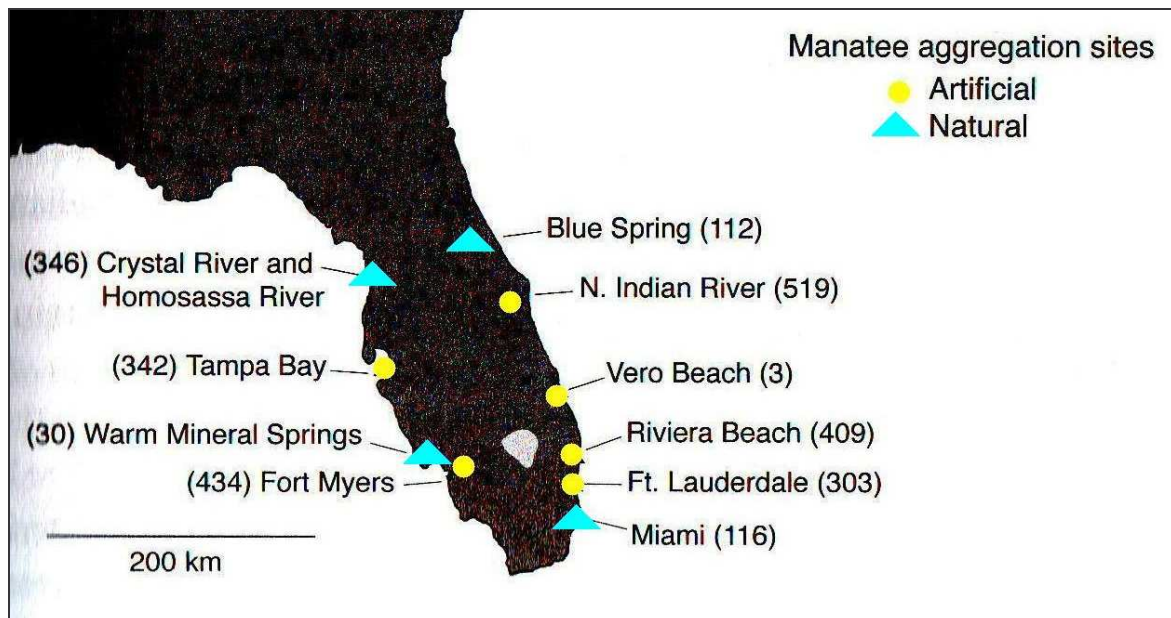 Manatee aggregation sites
Artificial
Natural
Blue Spring (112)
(346) Crystal River and
Homosassa River
N. Indian River (519)
(342) Tampa Bay
Vero Beach (3)
(30) Warm Mineral Springs
Riviera Beach (409)
(434) Fort Myers
Ft. Lauderdale (303)
Miami (116)
200 km